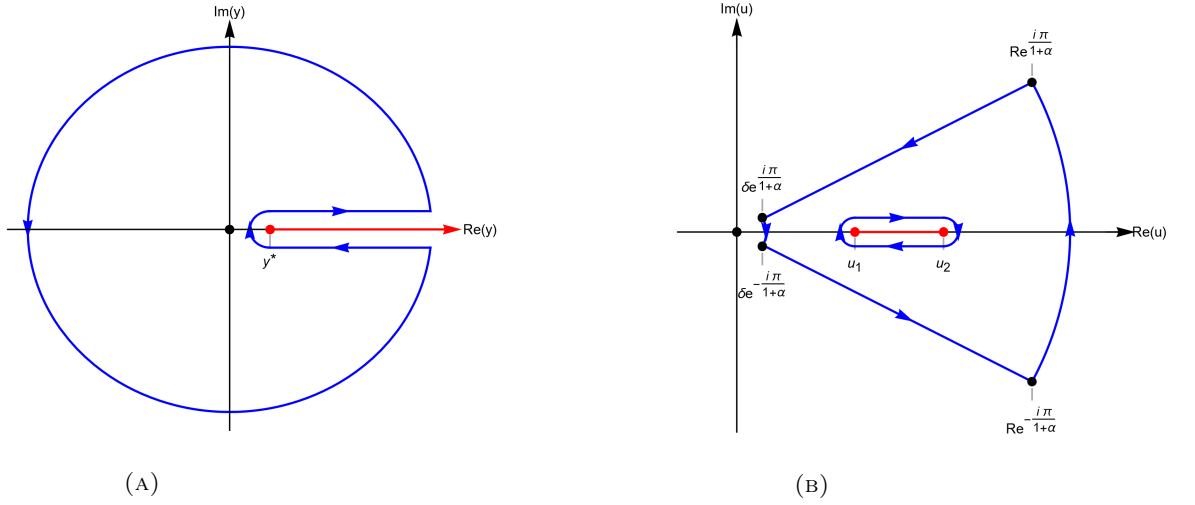 Im(y)
Re(y)
y*
(A)
Im(u)
Re iπ/1+α
δe iπ/1+α
Re(u)
u1
u2
δe − iπ/1+α
Re − iπ/1+α
(B)